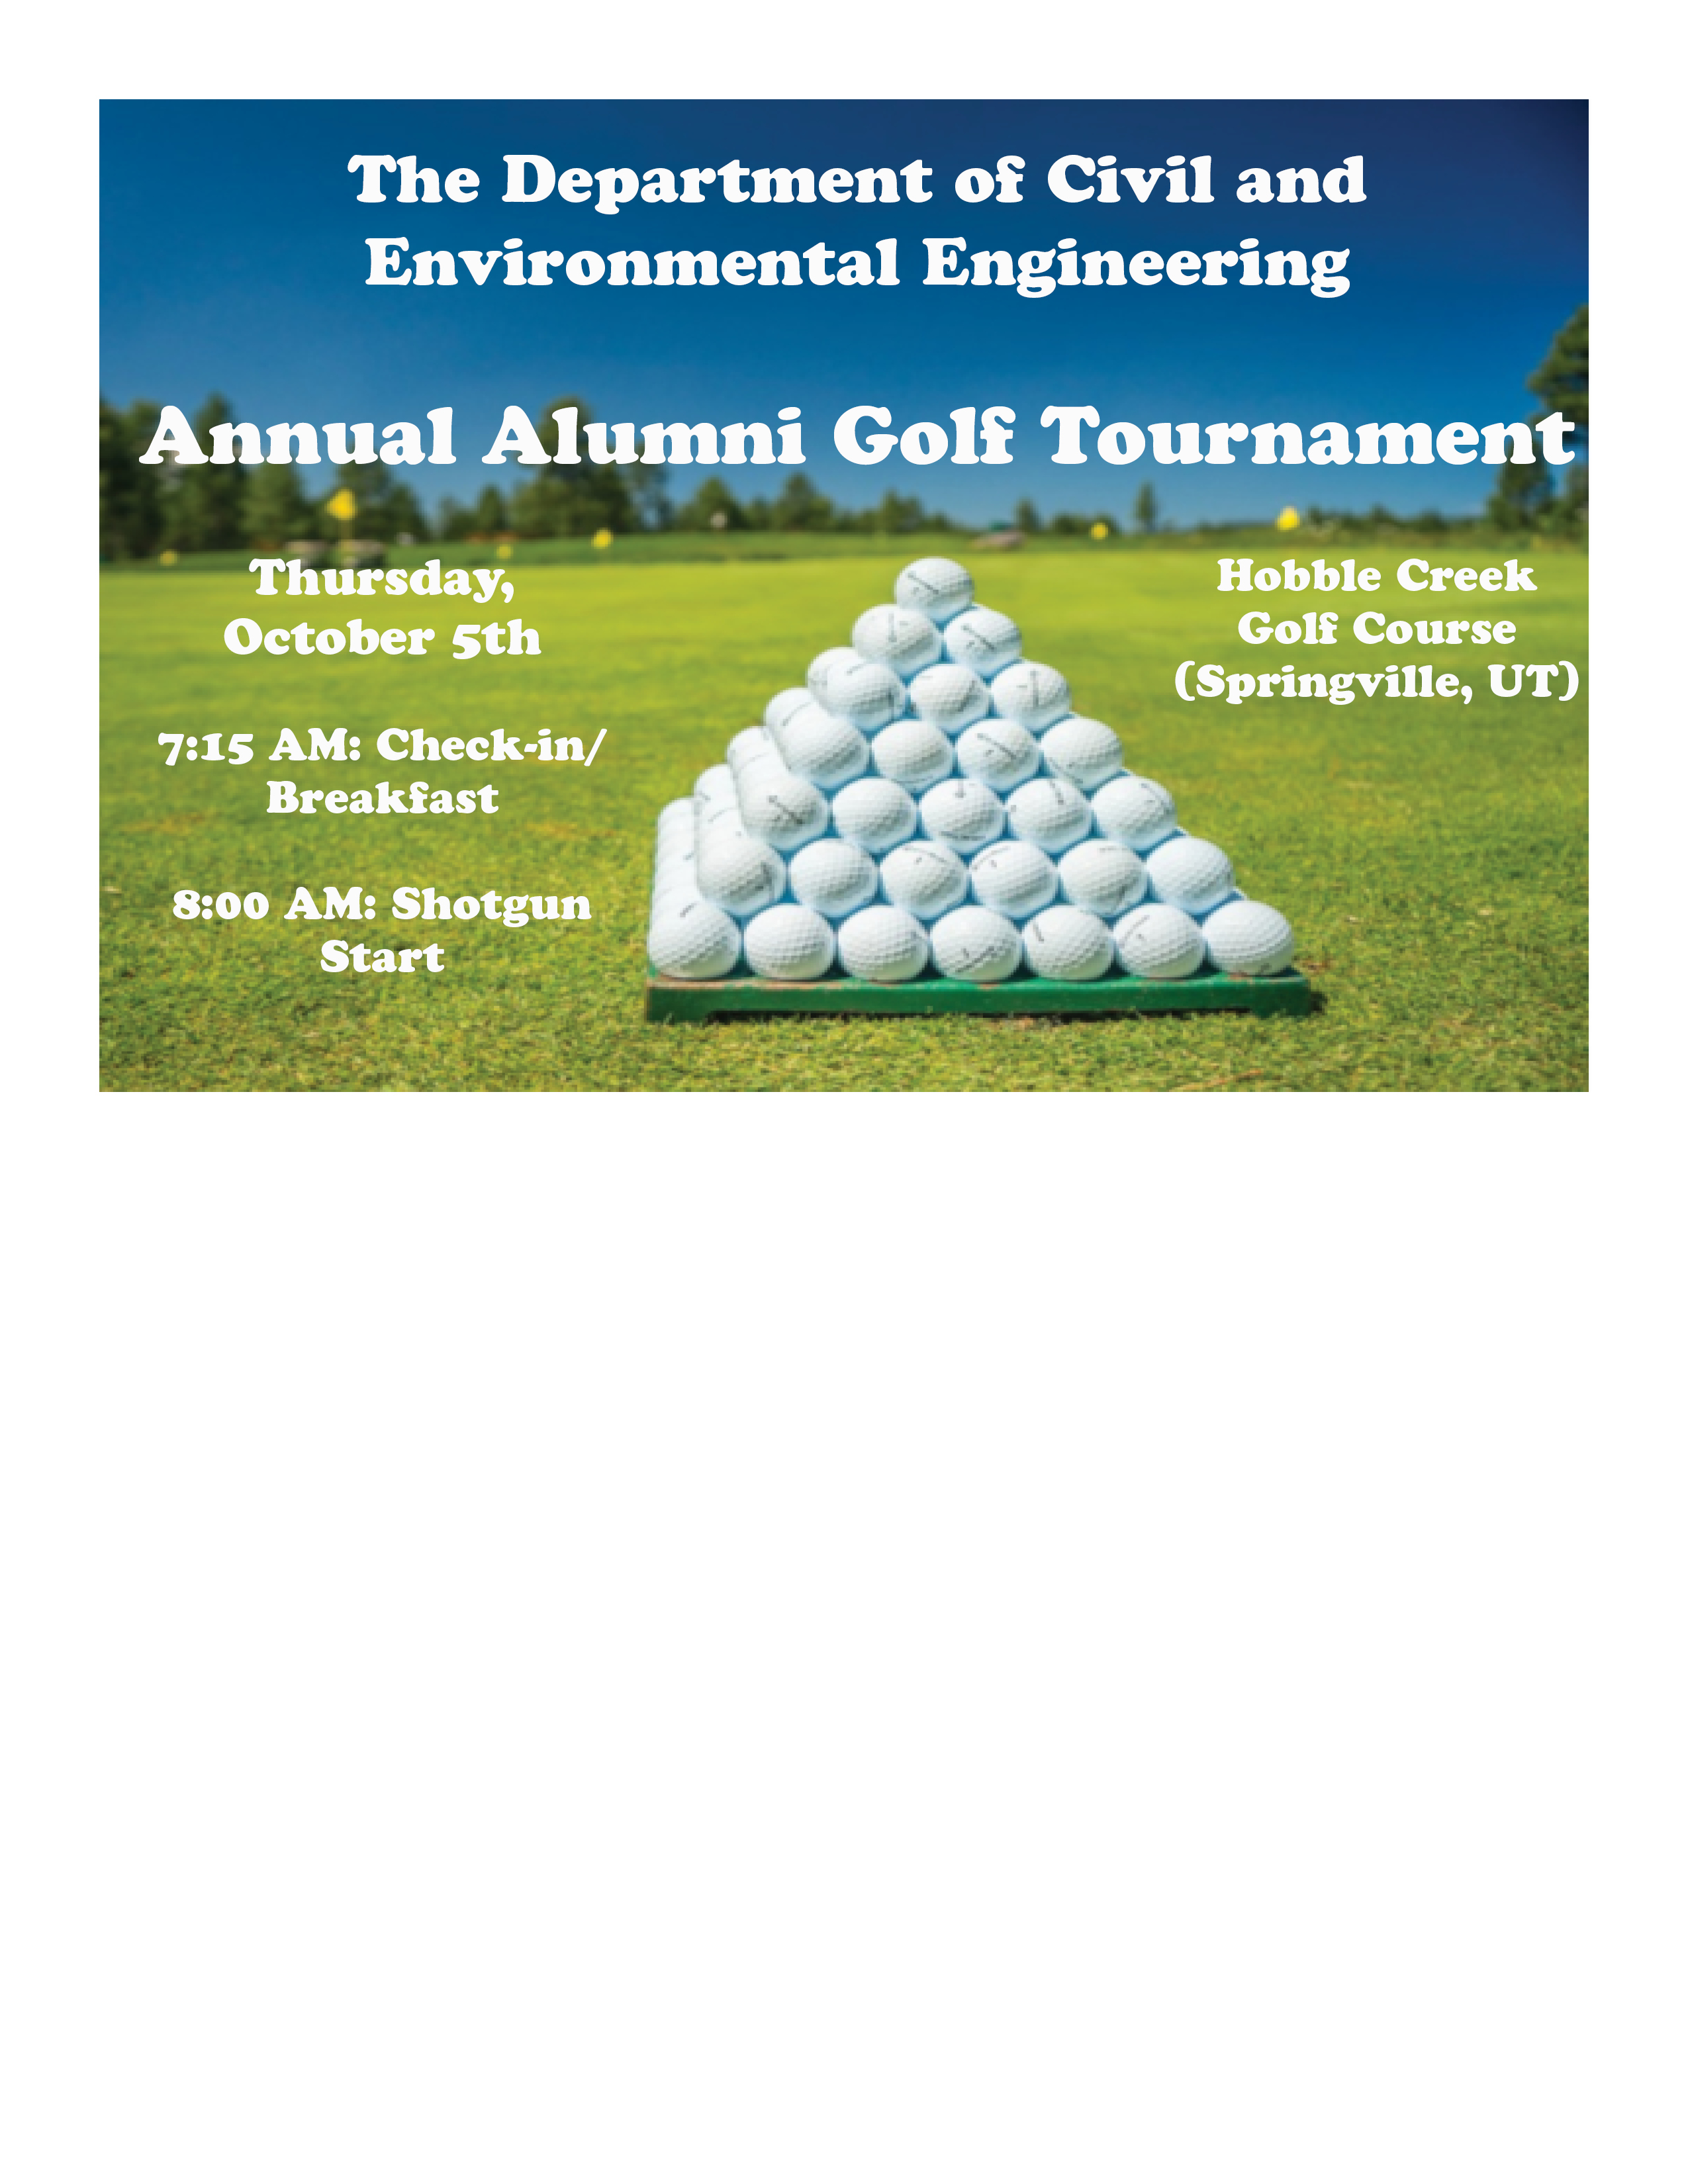 The Department of Civil and
Environmental Engineering
Annual Alumni Golf Tournament
Thursday,
October 5th
7:15 AM: Check-in/
Breakfast
8:00 AM: Shotgun
Start
Hobble Creek
Golf Course
(Springville, UT)